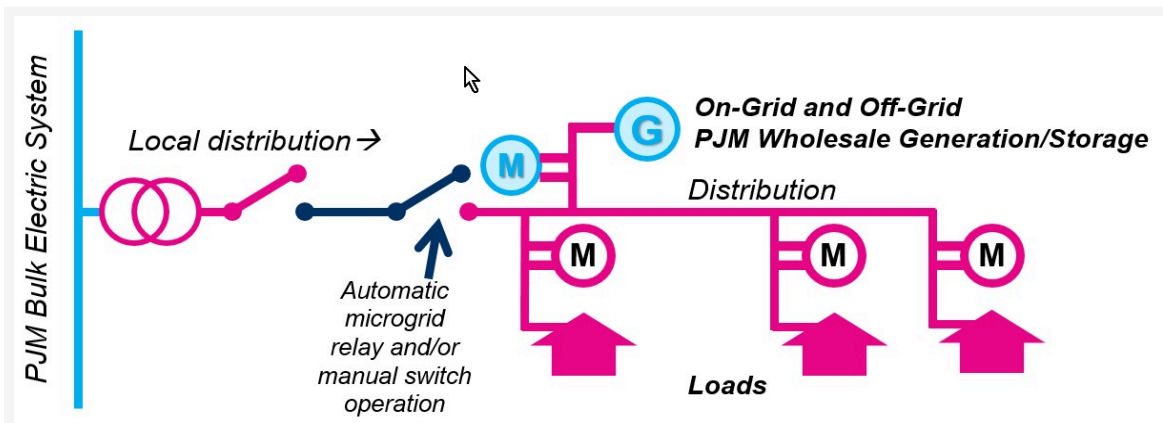 PJM Bulk Electric System
Local distribution →
On-Grid and Off-Grid
PJM Wholesale Generation/Storage
G
M
Distribution
M
M
M
Automatic
microgrid
relay and/or
manual switch
operation
Loads